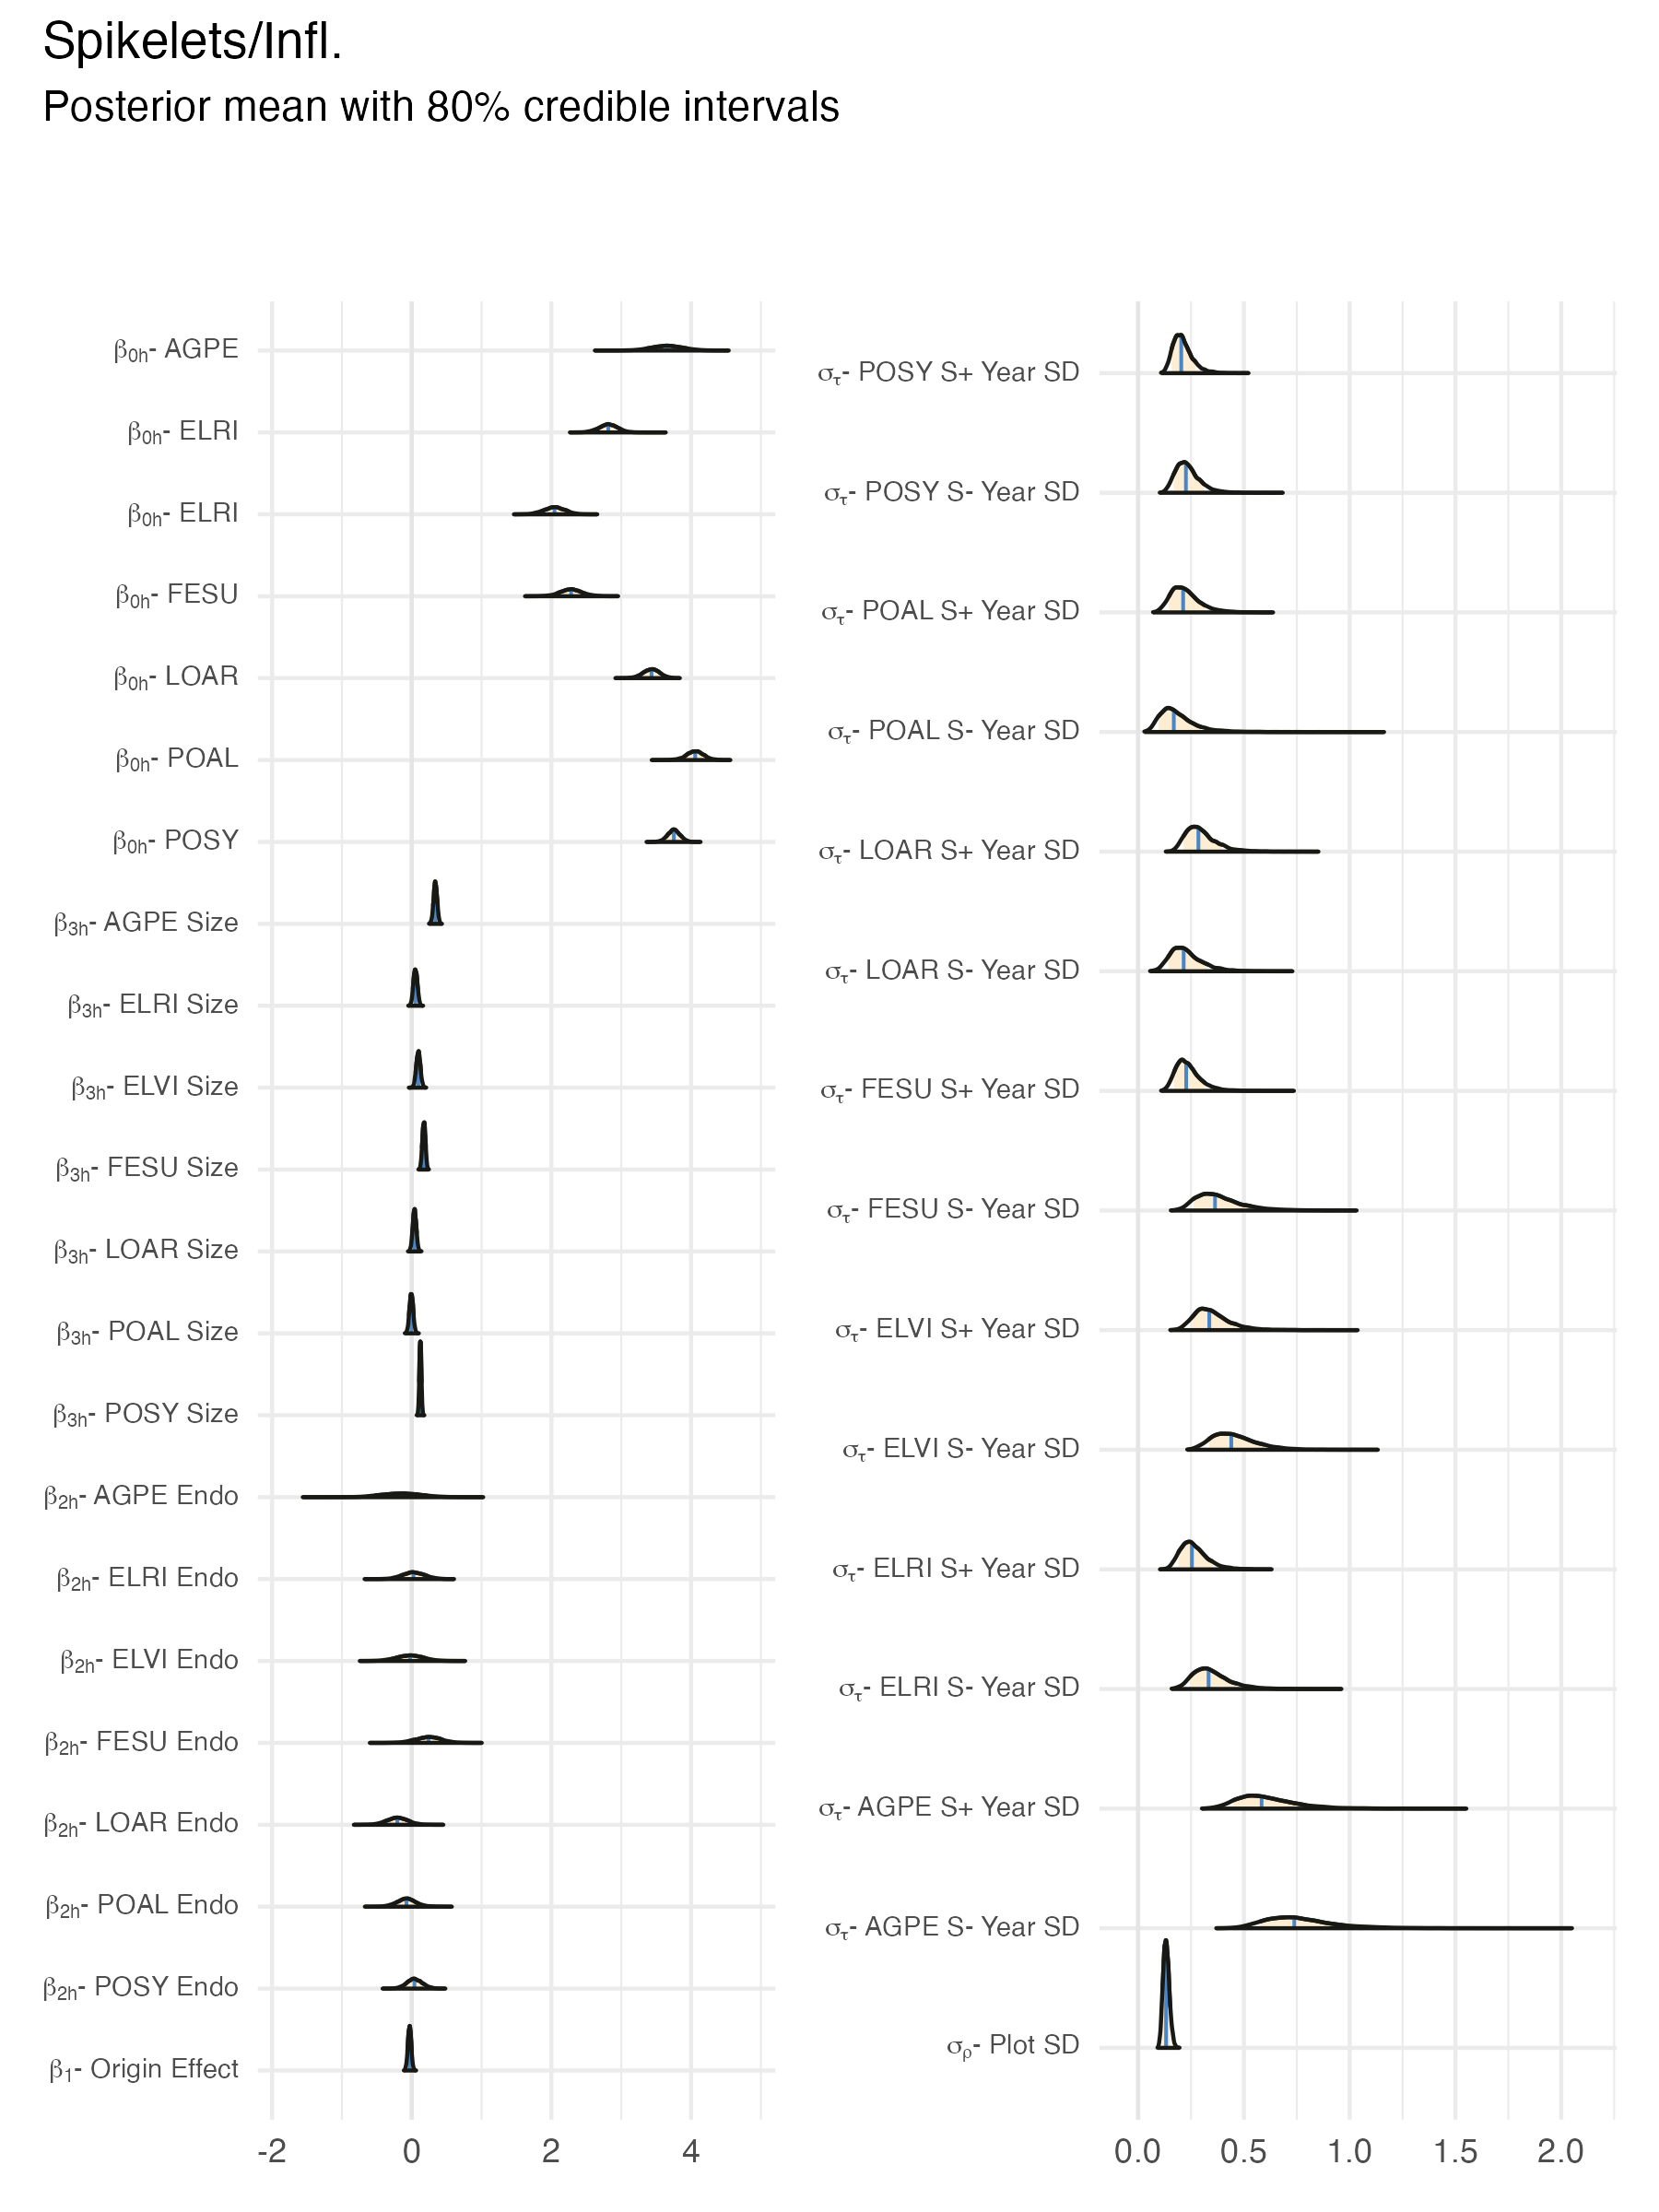 Spikelets/Infl.
Posterior mean with 80% credible intervals
β0h- AGPE
β0h- ELRI
β0h- ELRI
β0h- FESU
β0h- LOAR
β0h- POAL
β0h- POSY
β3h- AGPE Size
β3h- ELRI Size
β3h- ELVI Size
β3h- FESU Size
β3h- LOAR Size
β3h- POAL Size
β3h- POSY Size
β2h- AGPE Endo
β2h- ELRI Endo
β2h- ELVI Endo
β2h- FESU Endo
β2h- LOAR Endo
β2h- POAL Endo
β2h- POSY Endo
β1- Origin Effect
-2 0 2 4
στ- POSY S+ Year SD
στ- POSY S- Year SD
στ- POAL S+ Year SD
στ- POAL S- Year SD
στ- LOAR S+ Year SD
στ- LOAR S- Year SD
στ- FESU S+ Year SD
στ- FESU S- Year SD
στ- ELVI S+ Year SD
στ- ELVI S- Year SD
στ- ELRI S+ Year SD
στ- ELRI S- Year SD
στ- AGPE S+ Year SD
στ- AGPE S- Year SD
σρ- Plot SD
0.0 0.5 1.0 1.5 2.0